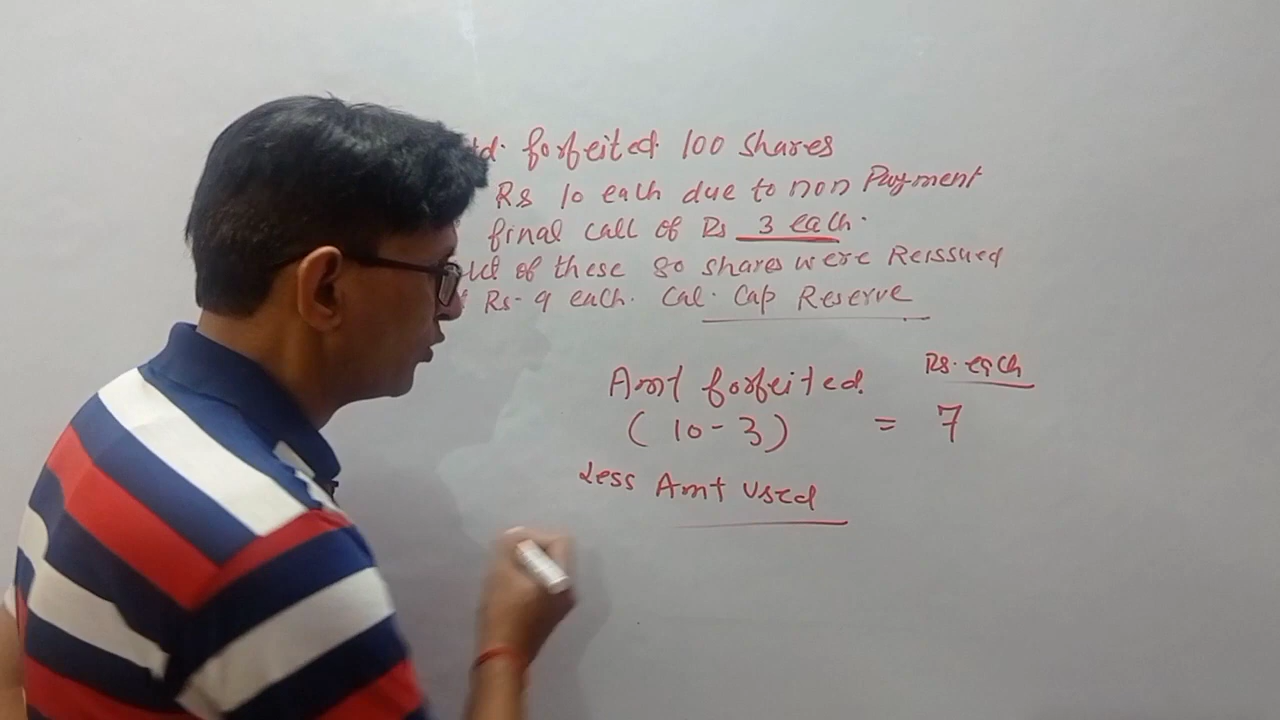 td. forfeited 100 shares
Rs 10 each due to non Payment
final call of Rs 3 each.
of these 80 shares were Reissued
Rs- 9 each. Cal. Cap Reserve
Rs. each
Amt forfeited
(10-3) = 7
Less Amt used